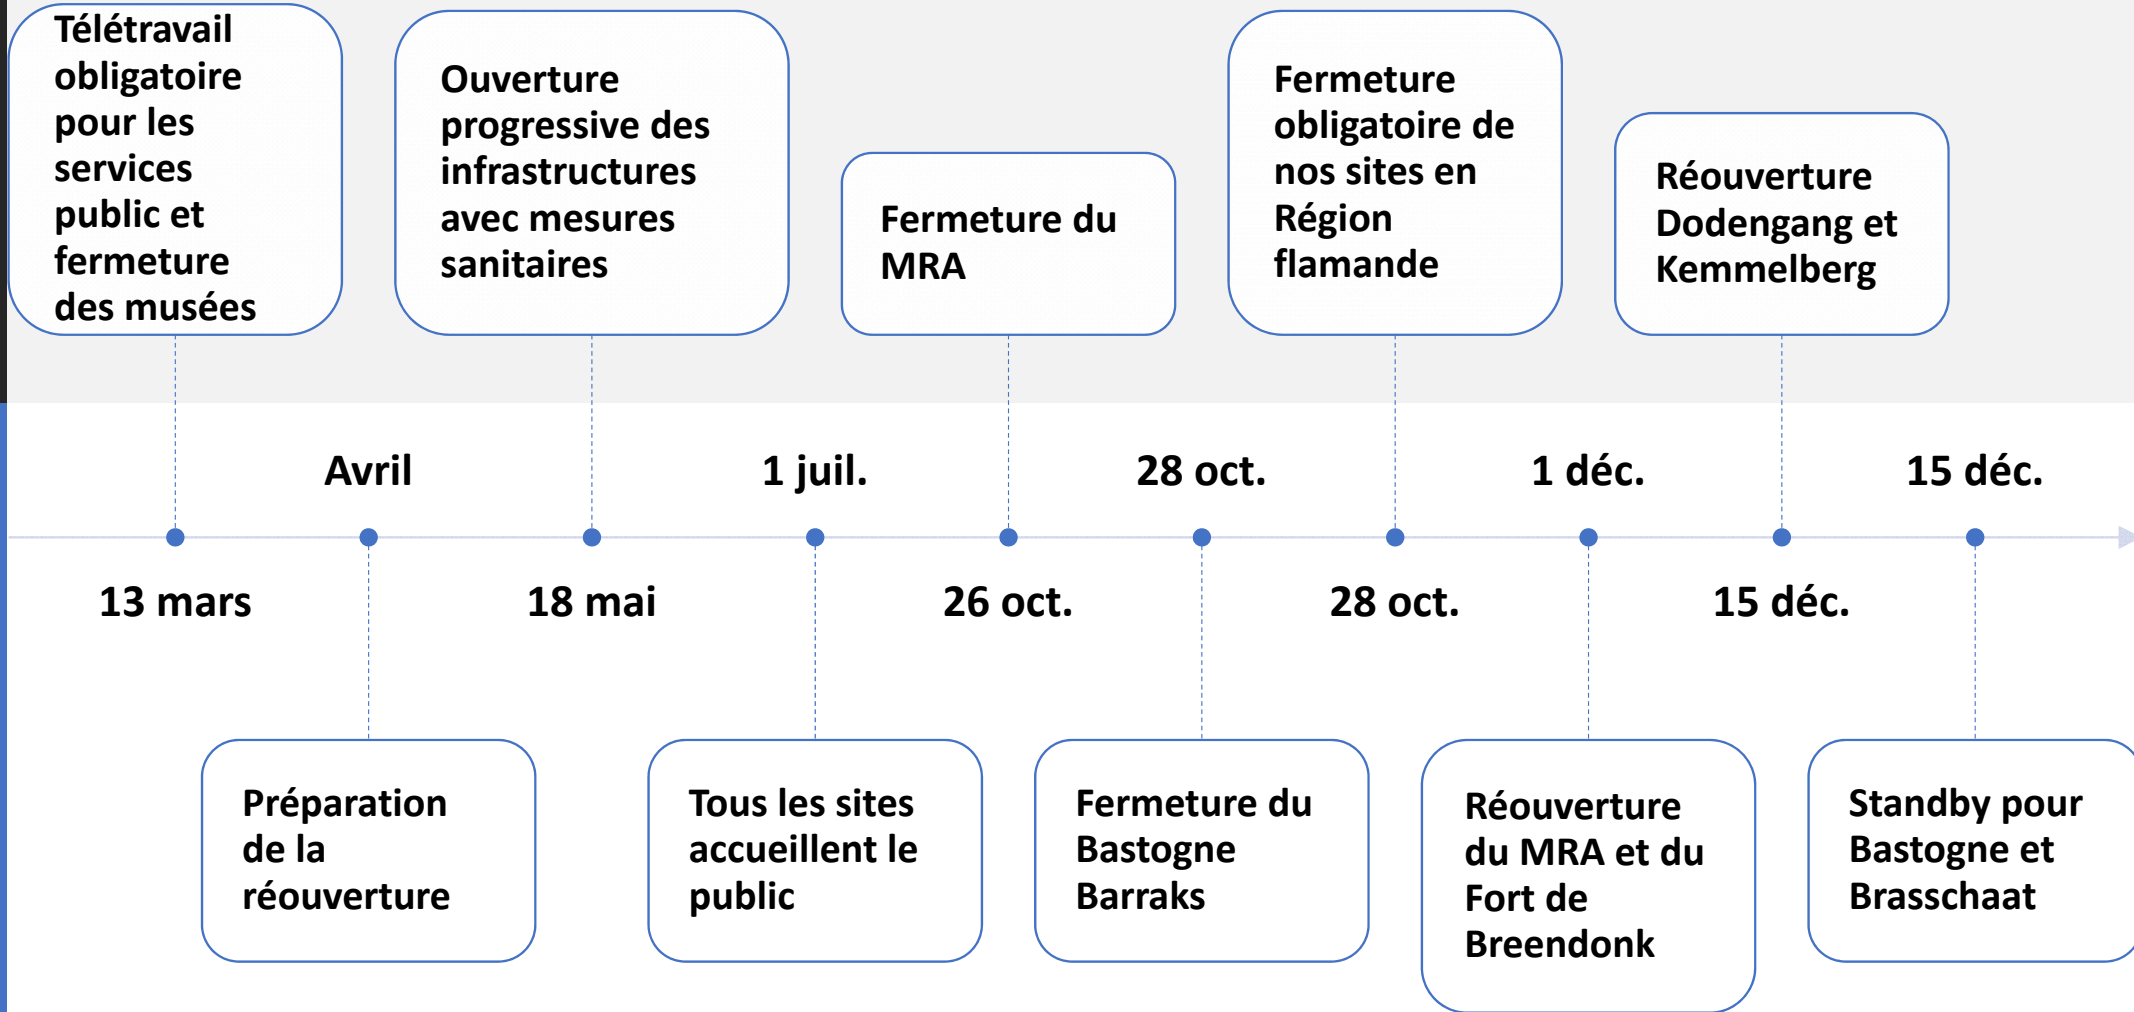 Télétravail
obligatoire
pour les
services
public et
fermeture
des musées
Ouverture
progressive des
infrastructures
avec mesures
sanitaires
Fermeture du
MRA
Fermeture
obligatoire de
nos sites en
Région
flamande
Réouverture
Dodengang et
Kemmelberg
Avril
1 juil.
28 oct.
1 déc.
15 déc.
13 mars
18 mai
26 oct.
28 oct.
15 déc.
Préparation
de la
réouverture
Tous les sites
accueillent le
public
Fermeture du
Bastogne
Barraks
Réouverture
du MRA et du
Fort de
Breendonk
Standby pour
Bastogne et
Brasschaat